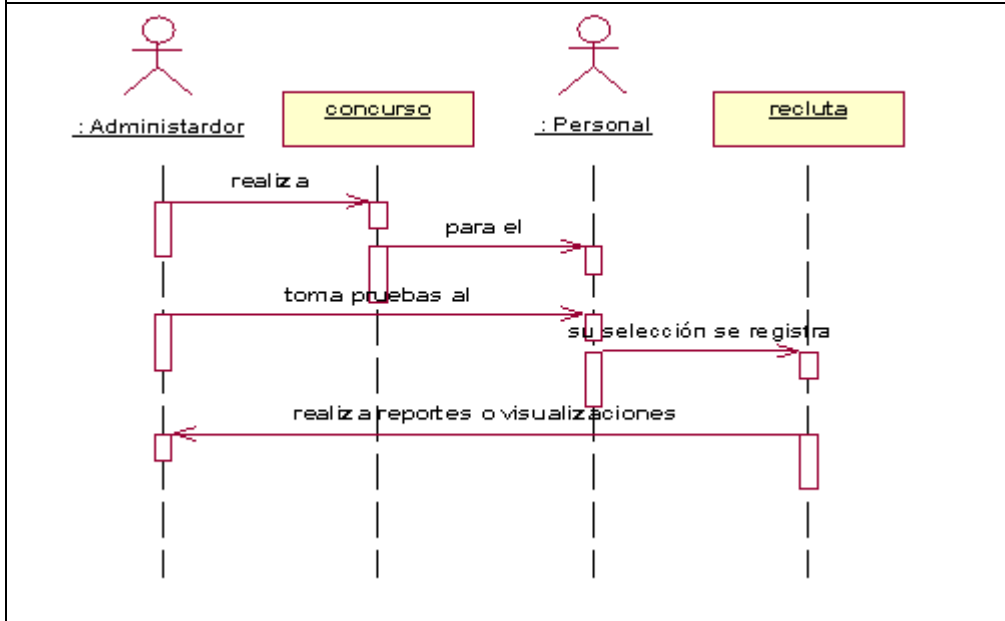 : Administardor
concurso
: Personal
recluta
realiza
para el
toma pruebas al
su selección se registra
realiza reportes o visualizaciones